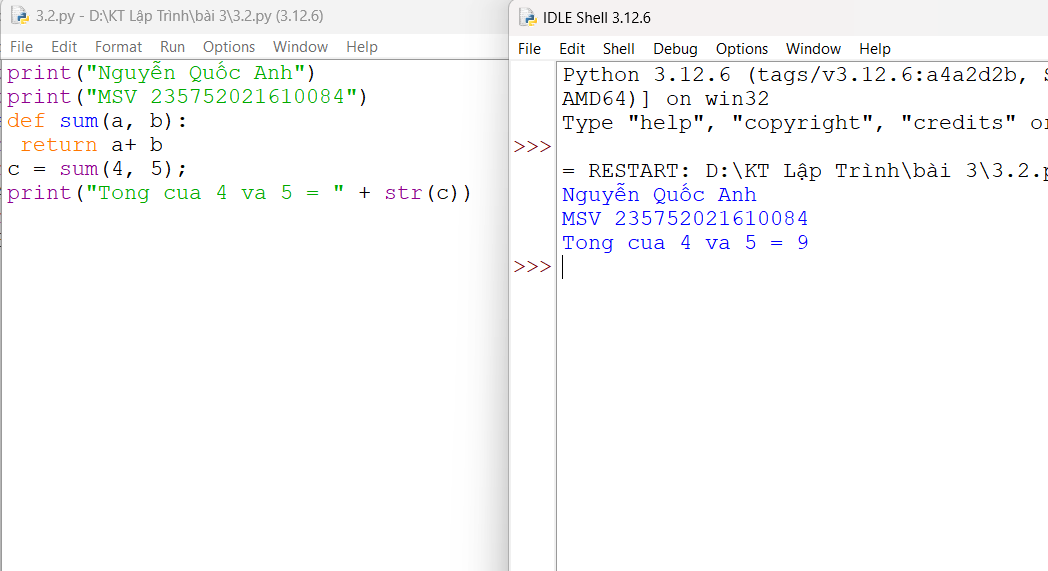 3.2.py - D:\KT Lập Trình\bài 3\3.2.py (3.12.6)
File Edit Format Run Options Window Help
print("Nguyễn Quốc Anh")
print("MSV 235752021610084")
def sum(a, b):
 return a+ b
c = sum(4, 5);
print("Tong cua 4 va 5 = " + str(c))
IDLE Shell 3.12.6
File Edit Shell Debug Options Window Help
Python 3.12.6 (tags/v3.12.6:a4a2d2b,
AMD64)] on win32
Type "help", "copyright", "credits" or
>>>
= RESTART: D:\KT Lập Trình\bài 3\3.2.p
Nguyễn Quốc Anh
MSV 235752021610084
Tong cua 4 va 5 = 9
>>>